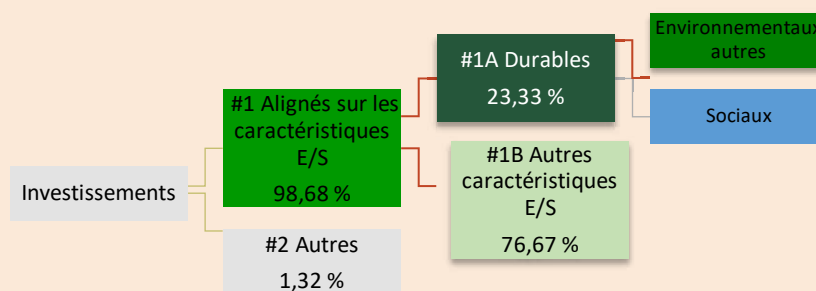 Investissements
#1 Alignés sur les
caractéristiques
E/S
98,68 %
#2 Autres
1,32 %
#1A Durables
23,33 %
#1B Autres
caractéristiques
E/S
76,67 %
Environnementaux
autres
Sociaux